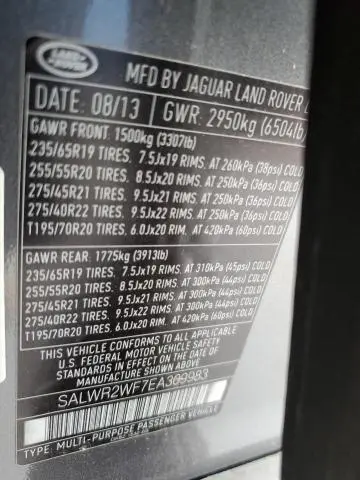 LAND ROVER
MFD BY JAGUAR LAND ROVER
DATE: 08/13 GWR: 2950kg (6504lb)
GAWR FRONT: 1500kg (3307lb)
235/65R19 TIRES. 7.5Jx19 RIMS. AT 260kPa (38psi) COLD
255/55R20 TIRES. 8.5Jx20 RIMS. AT 250kPa (36psi) COLD
275/45R21 TIRES. 9.5Jx21 RIMS. AT 250kPa (36psi) COLD
275/40R22 TIRES. 9.5Jx22 RIMS. AT 250kPa (36psi) COLD
T195/70R20 TIRES. 6.0Jx20 RIMS. AT 420kPa (60psi) COLD
GAWR REAR: 1775kg (3913lb)
235/65R19 TIRES. 7.5Jx19 RIMS. AT 310kPa (45psi) COLD
255/55R20 TIRES. 8.5Jx20 RIMS. AT 300kPa (44psi) COLD
275/45R21 TIRES. 9.5Jx21 RIMS. AT 300kPa (44psi) COLD
275/40R22 TIRES. 9.5Jx22 RIMS. AT 300kPa (44psi) COLD
T195/70R20 TIRES. 6.0Jx20 RIMS. AT 420kPa (60psi) COLD
THIS VEHICLE CONFORMS TO ALL APPLICABLE
U.S. FEDERAL MOTOR VEHICLE SAFETY
STANDARDS IN EFFECT ON THE DATE OF
MANUFACTURE SHOWN ABOVE
SALWR2WF7EA309983
TYPE: MULTI-PURPOSE PASSENGER VEHICLE